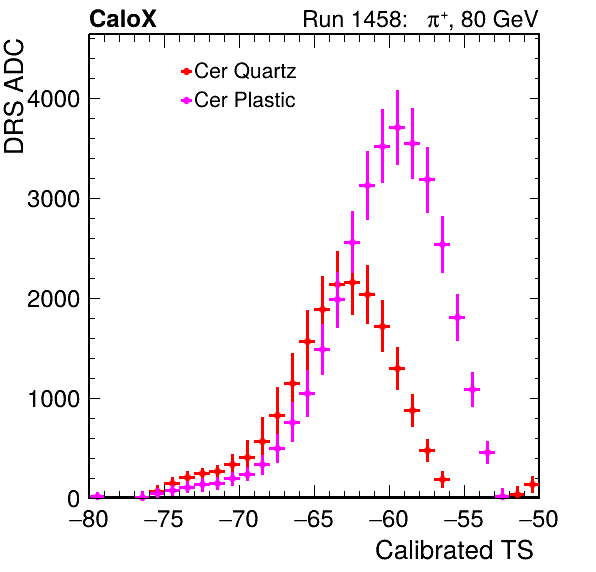 CaloX Run 1458: π⁺, 80 GeV
DRS ADC
Cer Quartz
Cer Plastic
4000
3000
2000
1000
0
−80 −75 −70 −65 −60 −55 −50
Calibrated TS